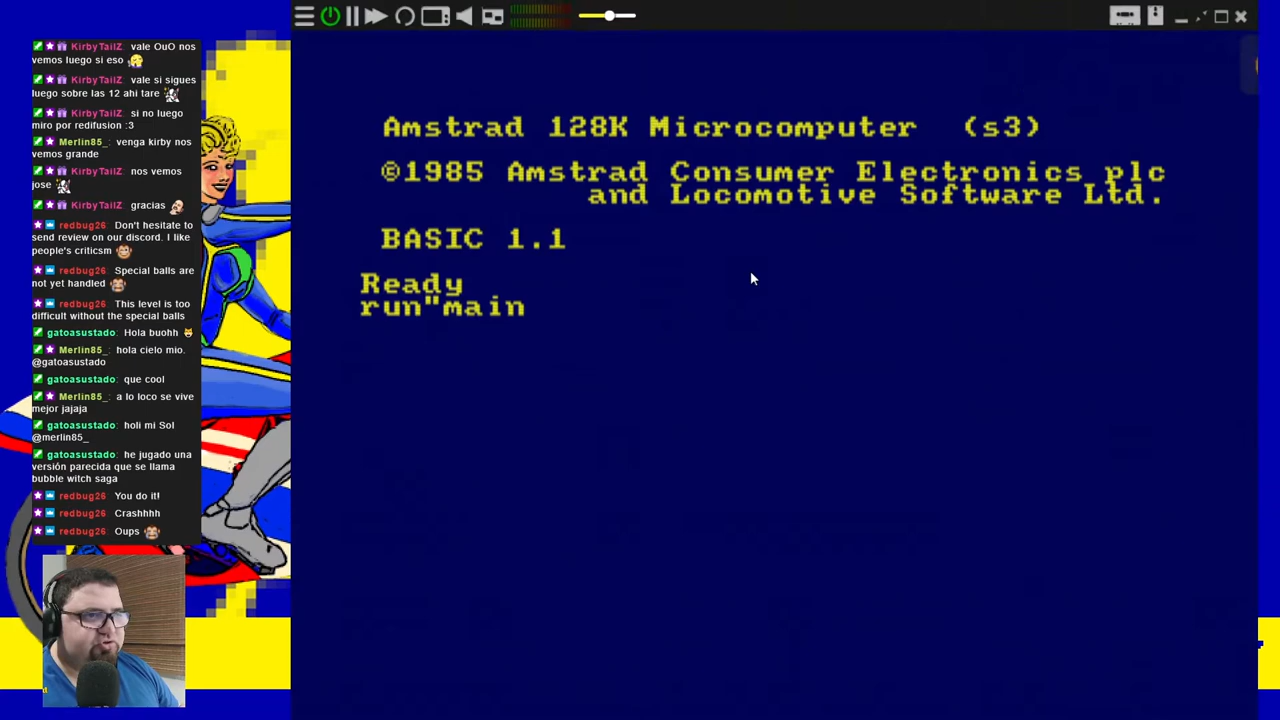 KirbyTailZ vale OuO nos
vemos luego si eso
KirbyTailZ vale si sigues
luego sobre las 12 ahi tare
KirbyTailZ: si no luego
miro por redifusion :3
Merlin85_: venga kirby nos
vemos grande
KirbyTailZ: nos vemos
jose
KirbyTailZ: gracias
redbug26: Don't hesitate to
send review on our discord. I like
people's criticsm
redbug26: Special balls are
not yet handled
redbug26: This level is too
difficult without the special balls
gatoasustado: Hola buohh
Merlin85_: hola cielo mio.
@gatoasustado
gatoasustado: que cool
Merlin85_: a lo loco se vive
mejor jajaja
gatoasustado: holi mi Sol
@merlin85_
gatoasustado: he jugado una
versión parecida que se llama
bubble witch saga
redbug26: You do it!
redbug26: Crashhhh
redbug26: Oups
Amstrad 128K Microcomputer (s3)
©1985 Amstrad Consumer Electronics plc
and Locomotive Software Ltd.
BASIC 1.1
Ready
run"main